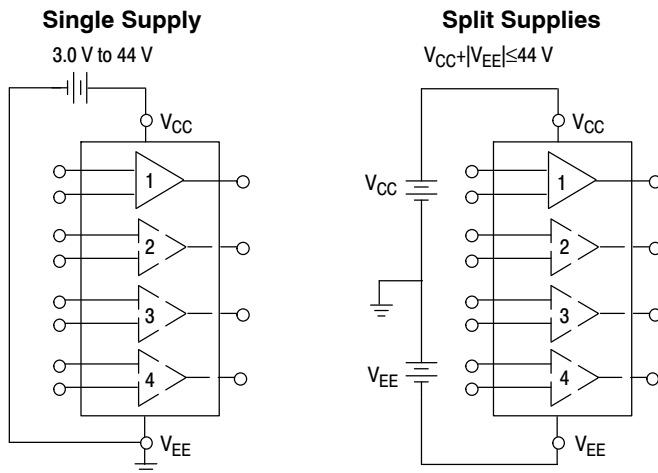 Single Supply
3.0 V to 44 V
VCC
1
2
3
4
VEE
Split Supplies
VCC+|VEE|≤44 V
VCC
VCC
1
2
3
VEE
4
VEE